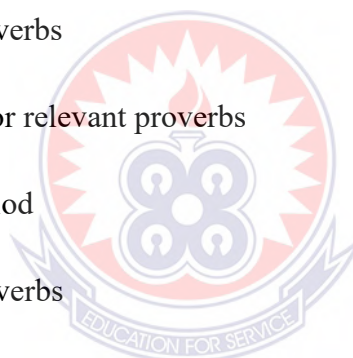 verbs
or relevant proverbs
od
verbs
EDUCATION FOR SERVICE